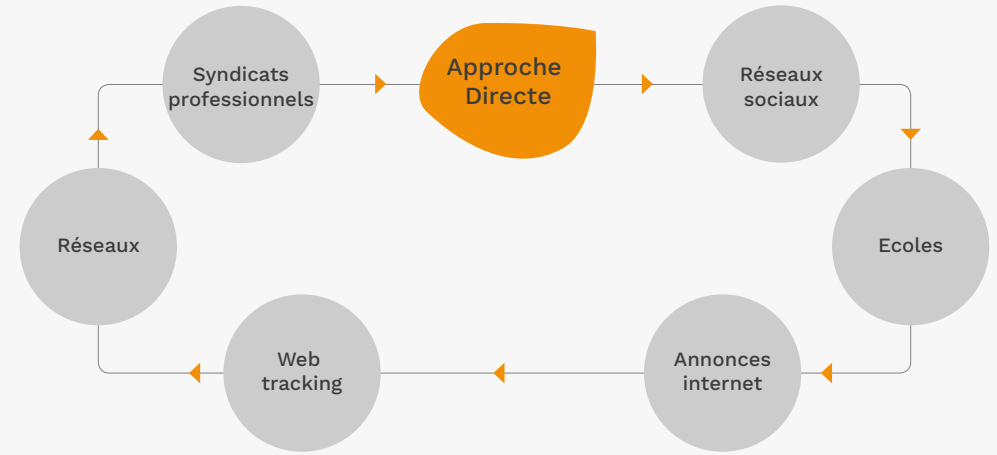 Syndicats
professionnels
Approche
Directe
Réseaux
sociaux
Réseaux
Ecoles
Web
tracking
Annonces
internet